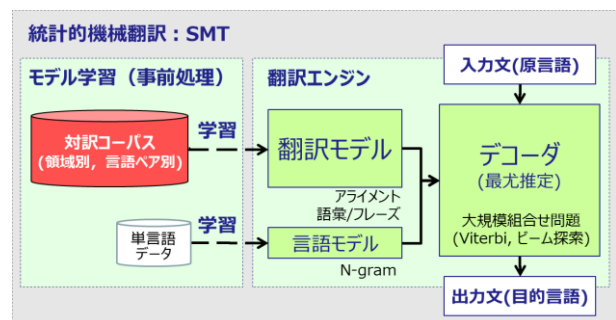 統計的機械翻訳:SMT
モデル学習(事前処理)
対訳コーパス
(領域別,言語ペア別)
学習
単言語
データ
学習
翻訳エンジン
翻訳モデル
アライメント
語彙/フレーズ
言語モデル
N-gram
入力文(原言語)
デコーダ
(最尤推定)
大規模組合せ問題
(Viterbi, ビーム探索)
出力文(目的言語)